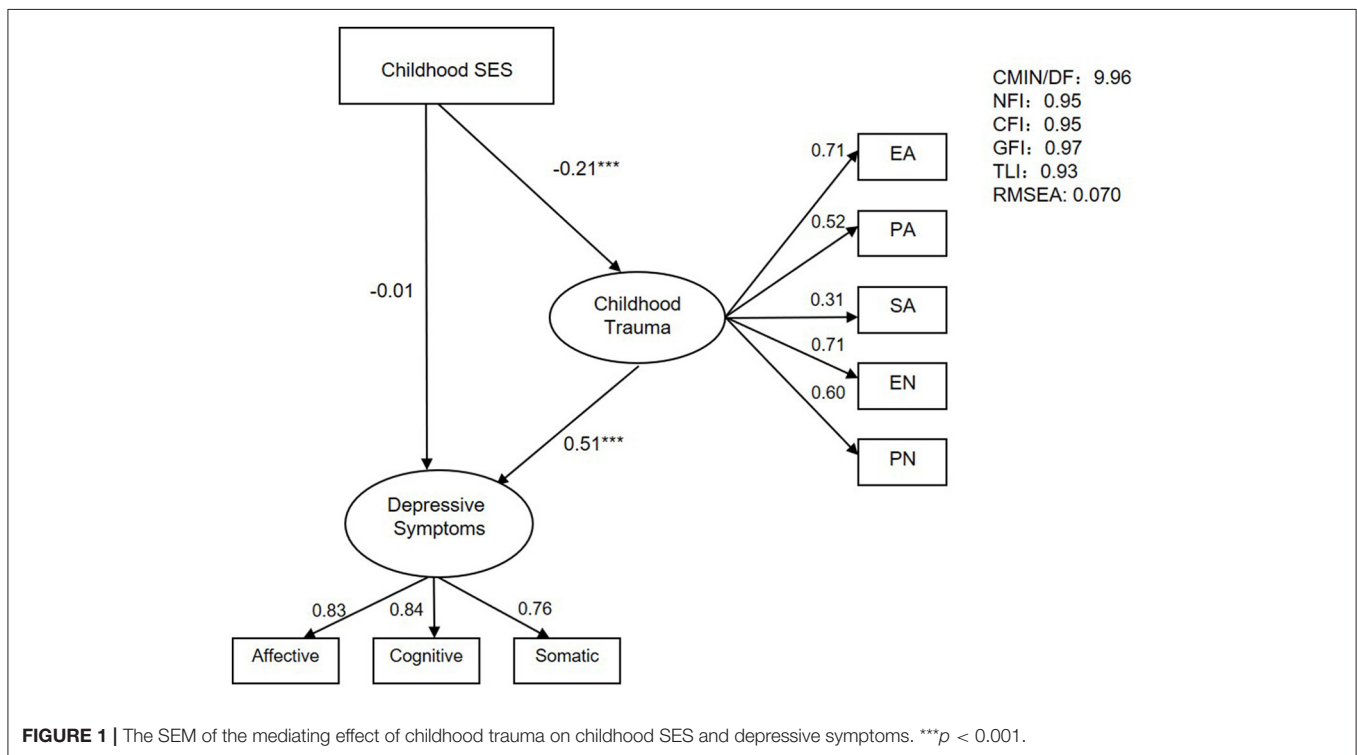 Childhood SES
CMIN/DF： 9.96
NFI： 0.95
CFI： 0.95
GFI： 0.97
TLI： 0.93
RMSEA: 0.070
-0.21***
-0.01
Childhood
Trauma
0.71
EA
0.52
PA
0.31
SA
0.71
EN
0.60
PN
0.51***
Depressive
Symptoms
0.83
0.84
0.76
Affective
Cognitive
Somatic
FIGURE 1 | The SEM of the mediating effect of childhood trauma on childhood SES and depressive symptoms. ***p < 0.001.